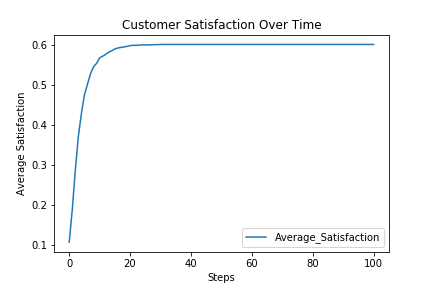 Customer Satisfaction Over Time
0.6
0.5
0.4
0.3
0.2
0.1
Average Satisfaction
Average_Satisfaction
0 20 40 60 80 100
Steps